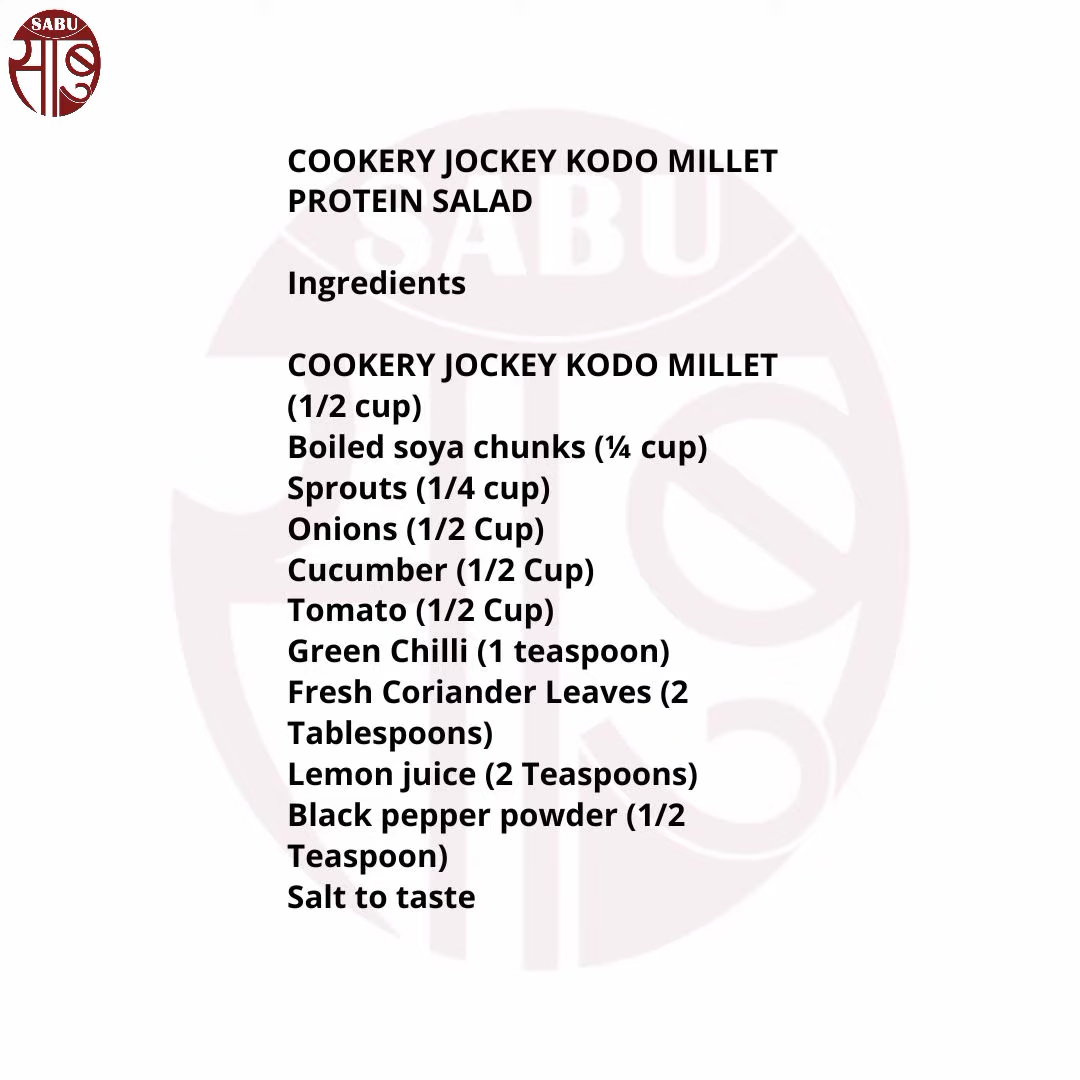 SABU
साबु
COOKERY JOCKEY KODO MILLET
PROTEIN SALAD
SABU
Ingredients
COOKERY JOCKEY KODO MILLET
(1/2 cup)
Boiled soya chunks (¼ cup)
Sprouts (1/4 cup)
Onions (1/2 Cup)
Cucumber (1/2 Cup)
Tomato (1/2 Cup)
Green Chilli (1 teaspoon)
Fresh Coriander Leaves (2
Tablespoons)
Lemon juice (2 Teaspoons)
Black pepper powder (1/2
Teaspoon)
Salt to taste
साबु